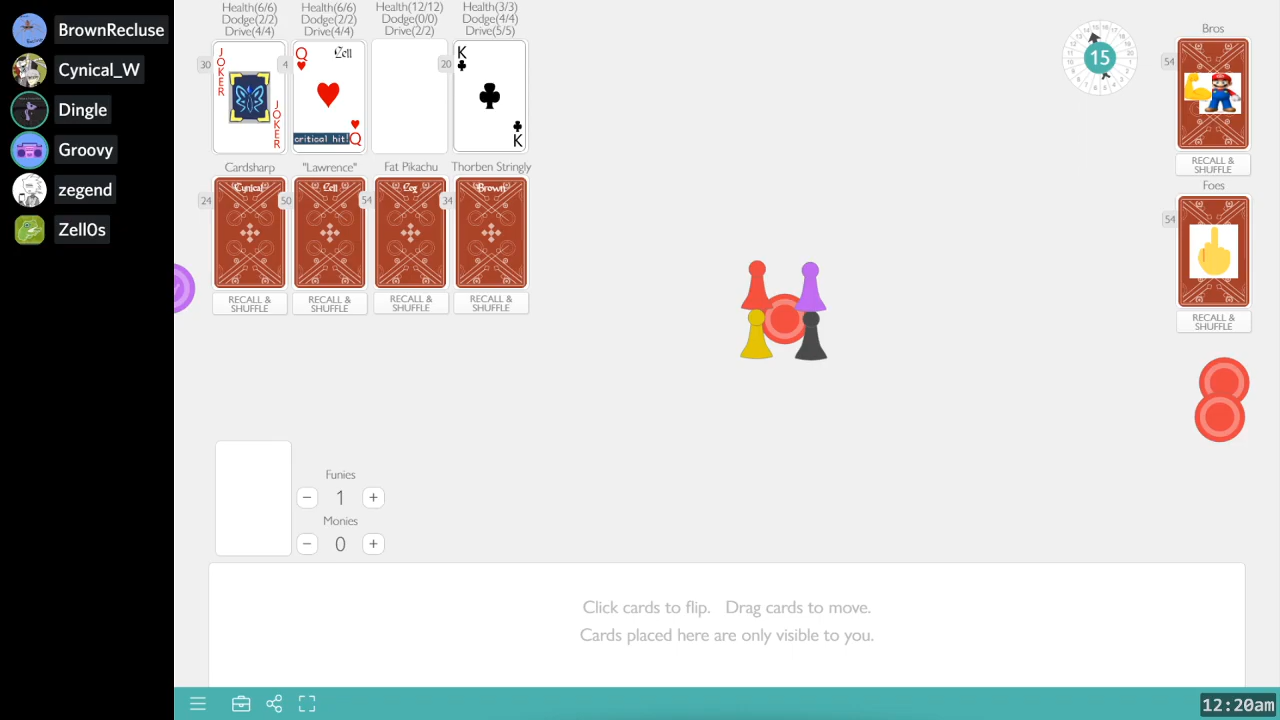 BrownRecluse
Cynical_W
Dingle
Groovy
zegend
Zell0s
Health(6/6)
Dodge(2/2)
Drive(4/4)
Health(6/6)
Dodge(2/2)
Drive(4/4)
Health(12/12)
Dodge(0/0)
Drive(2/2)
Health(3/3)
Dodge(4/4)
Drive(5/5)
30
JOKER
JOKER
4
Q
Cell
critical hit!
Q
20
K
K
Cardsharp
"Lawrence"
Fat Pikachu
Thorben Stringly
24
Cynical
50
Cell
54
Leg
34
Brown
RECALL & SHUFFLE
RECALL & SHUFFLE
RECALL & SHUFFLE
RECALL & SHUFFLE
15
Bros
54
RECALL & SHUFFLE
Foes
54
RECALL & SHUFFLE
Funies
− 1 +
Monies
− 0 +
Click cards to flip. Drag cards to move.
Cards placed here are only visible to you.
12:20am